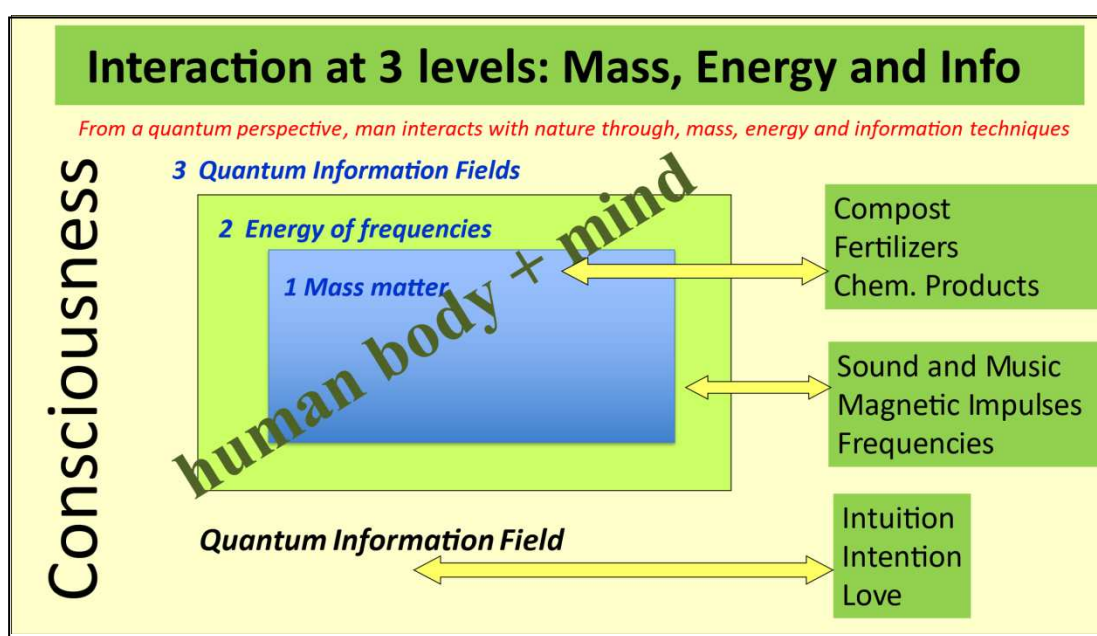 Interaction at 3 levels: Mass, Energy and Info
From a quantum perspective, man interacts with nature through, mass, energy and information techniques
Consciousness
3 Quantum Information Fields
2 Energy of frequencies
1 Mass matter
human body + mind
Quantum Information Field
Compost
Fertilizers
Chem. Products
Sound and Music
Magnetic Impulses
Frequencies
Intuition
Intention
Love